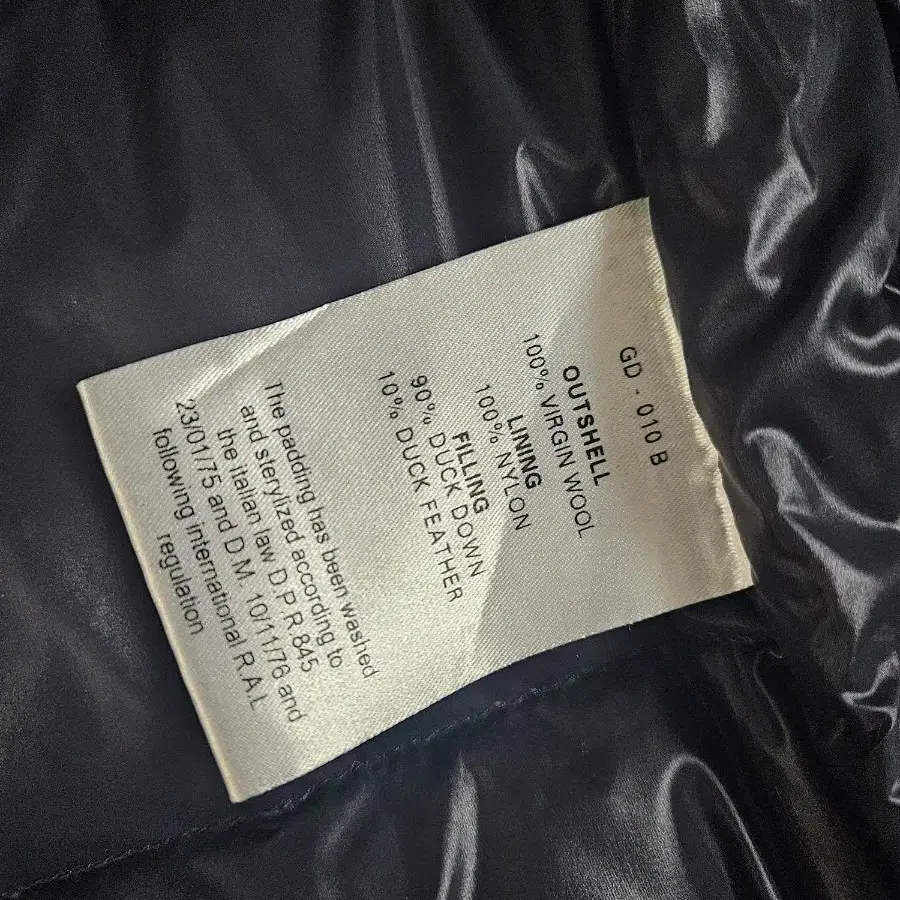 GD - 010 B
OUTSHELL
100% VIRGIN WOOL
LINING
100% NYLON
FILLING
90% DUCK DOWN
10% DUCK FEATHER
The padding has been washed
and sterylized according to
the italian law D.P.R 845
23/01/75 and D.M. 10/11/76 and
following international R.A.L
regulation